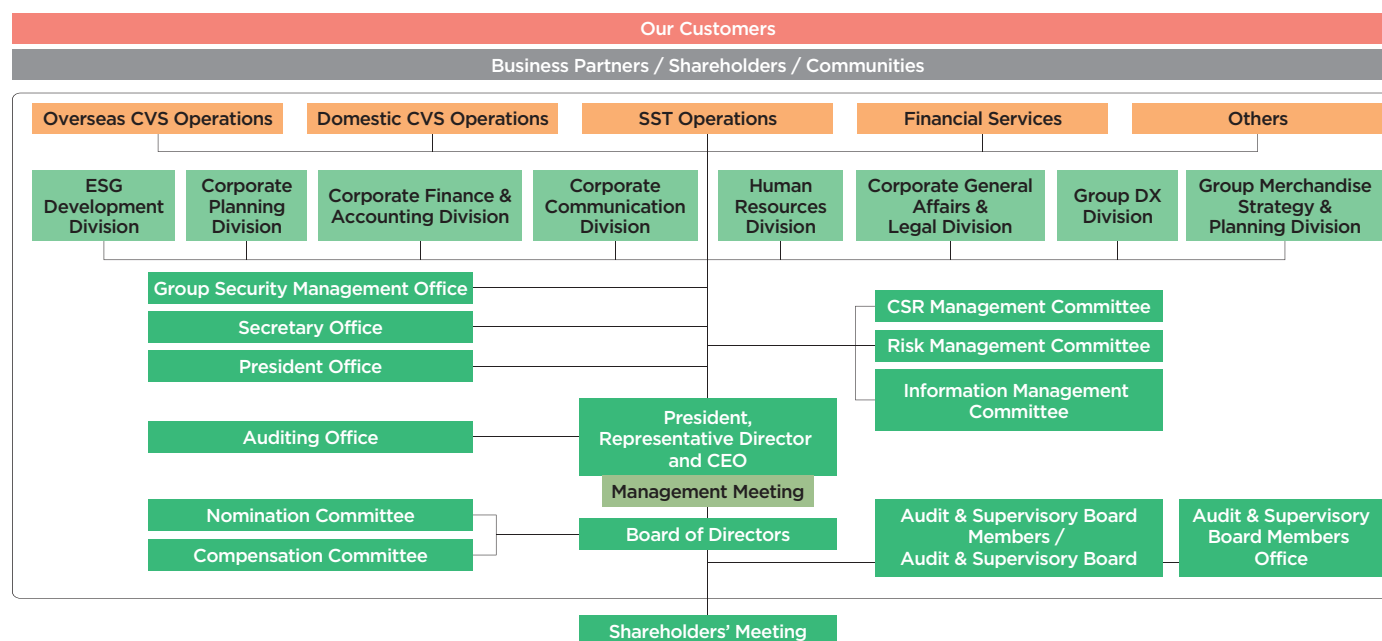 Our Customers
Business Partners / Shareholders / Communities
Overseas CVS Operations
Domestic CVS Operations
SST Operations
Financial Services
Others
ESG
Development
Division
Corporate
Planning
Division
Corporate Finance &
Accounting Division
Corporate
Communication
Division
Human
Resources
Division
Corporate General
Affairs &
Legal Division
Group DX
Division
Group Merchandise
Strategy &
Planning Division
Group Security Management Office
Secretary Office
President Office
CSR Management Committee
Risk Management Committee
Information Management
Committee
Auditing Office
President,
Representative Director
and CEO
Management Meeting
Nomination Committee
Compensation Committee
Board of Directors
Audit & Supervisory Board
Members /
Audit & Supervisory Board
Audit & Supervisory
Board Members
Office
Shareholders' Meeting